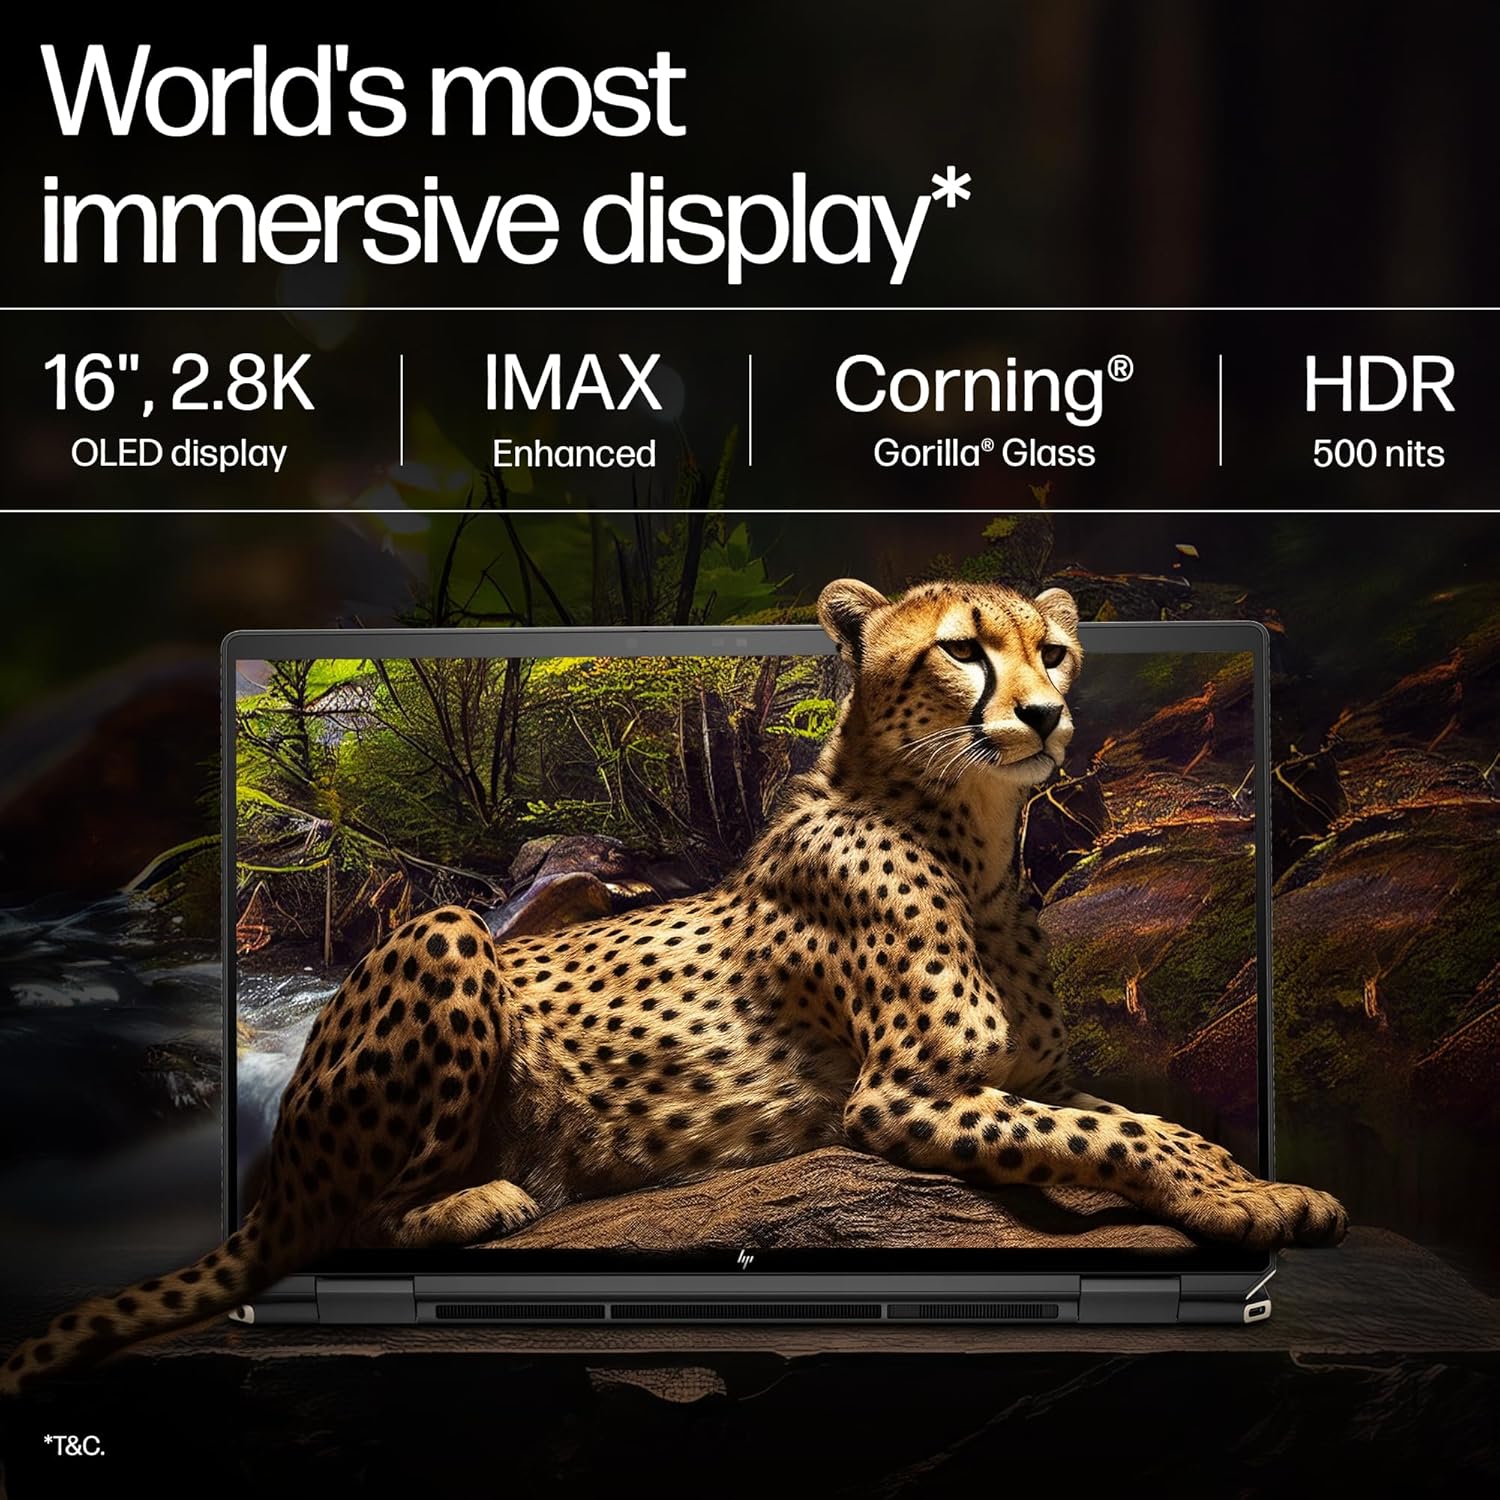 World's most
immersive display*
16", 2.8K
OLED display
IMAX
Enhanced
Corning®
Gorilla® Glass
HDR
500 nits
hp
*T&C.